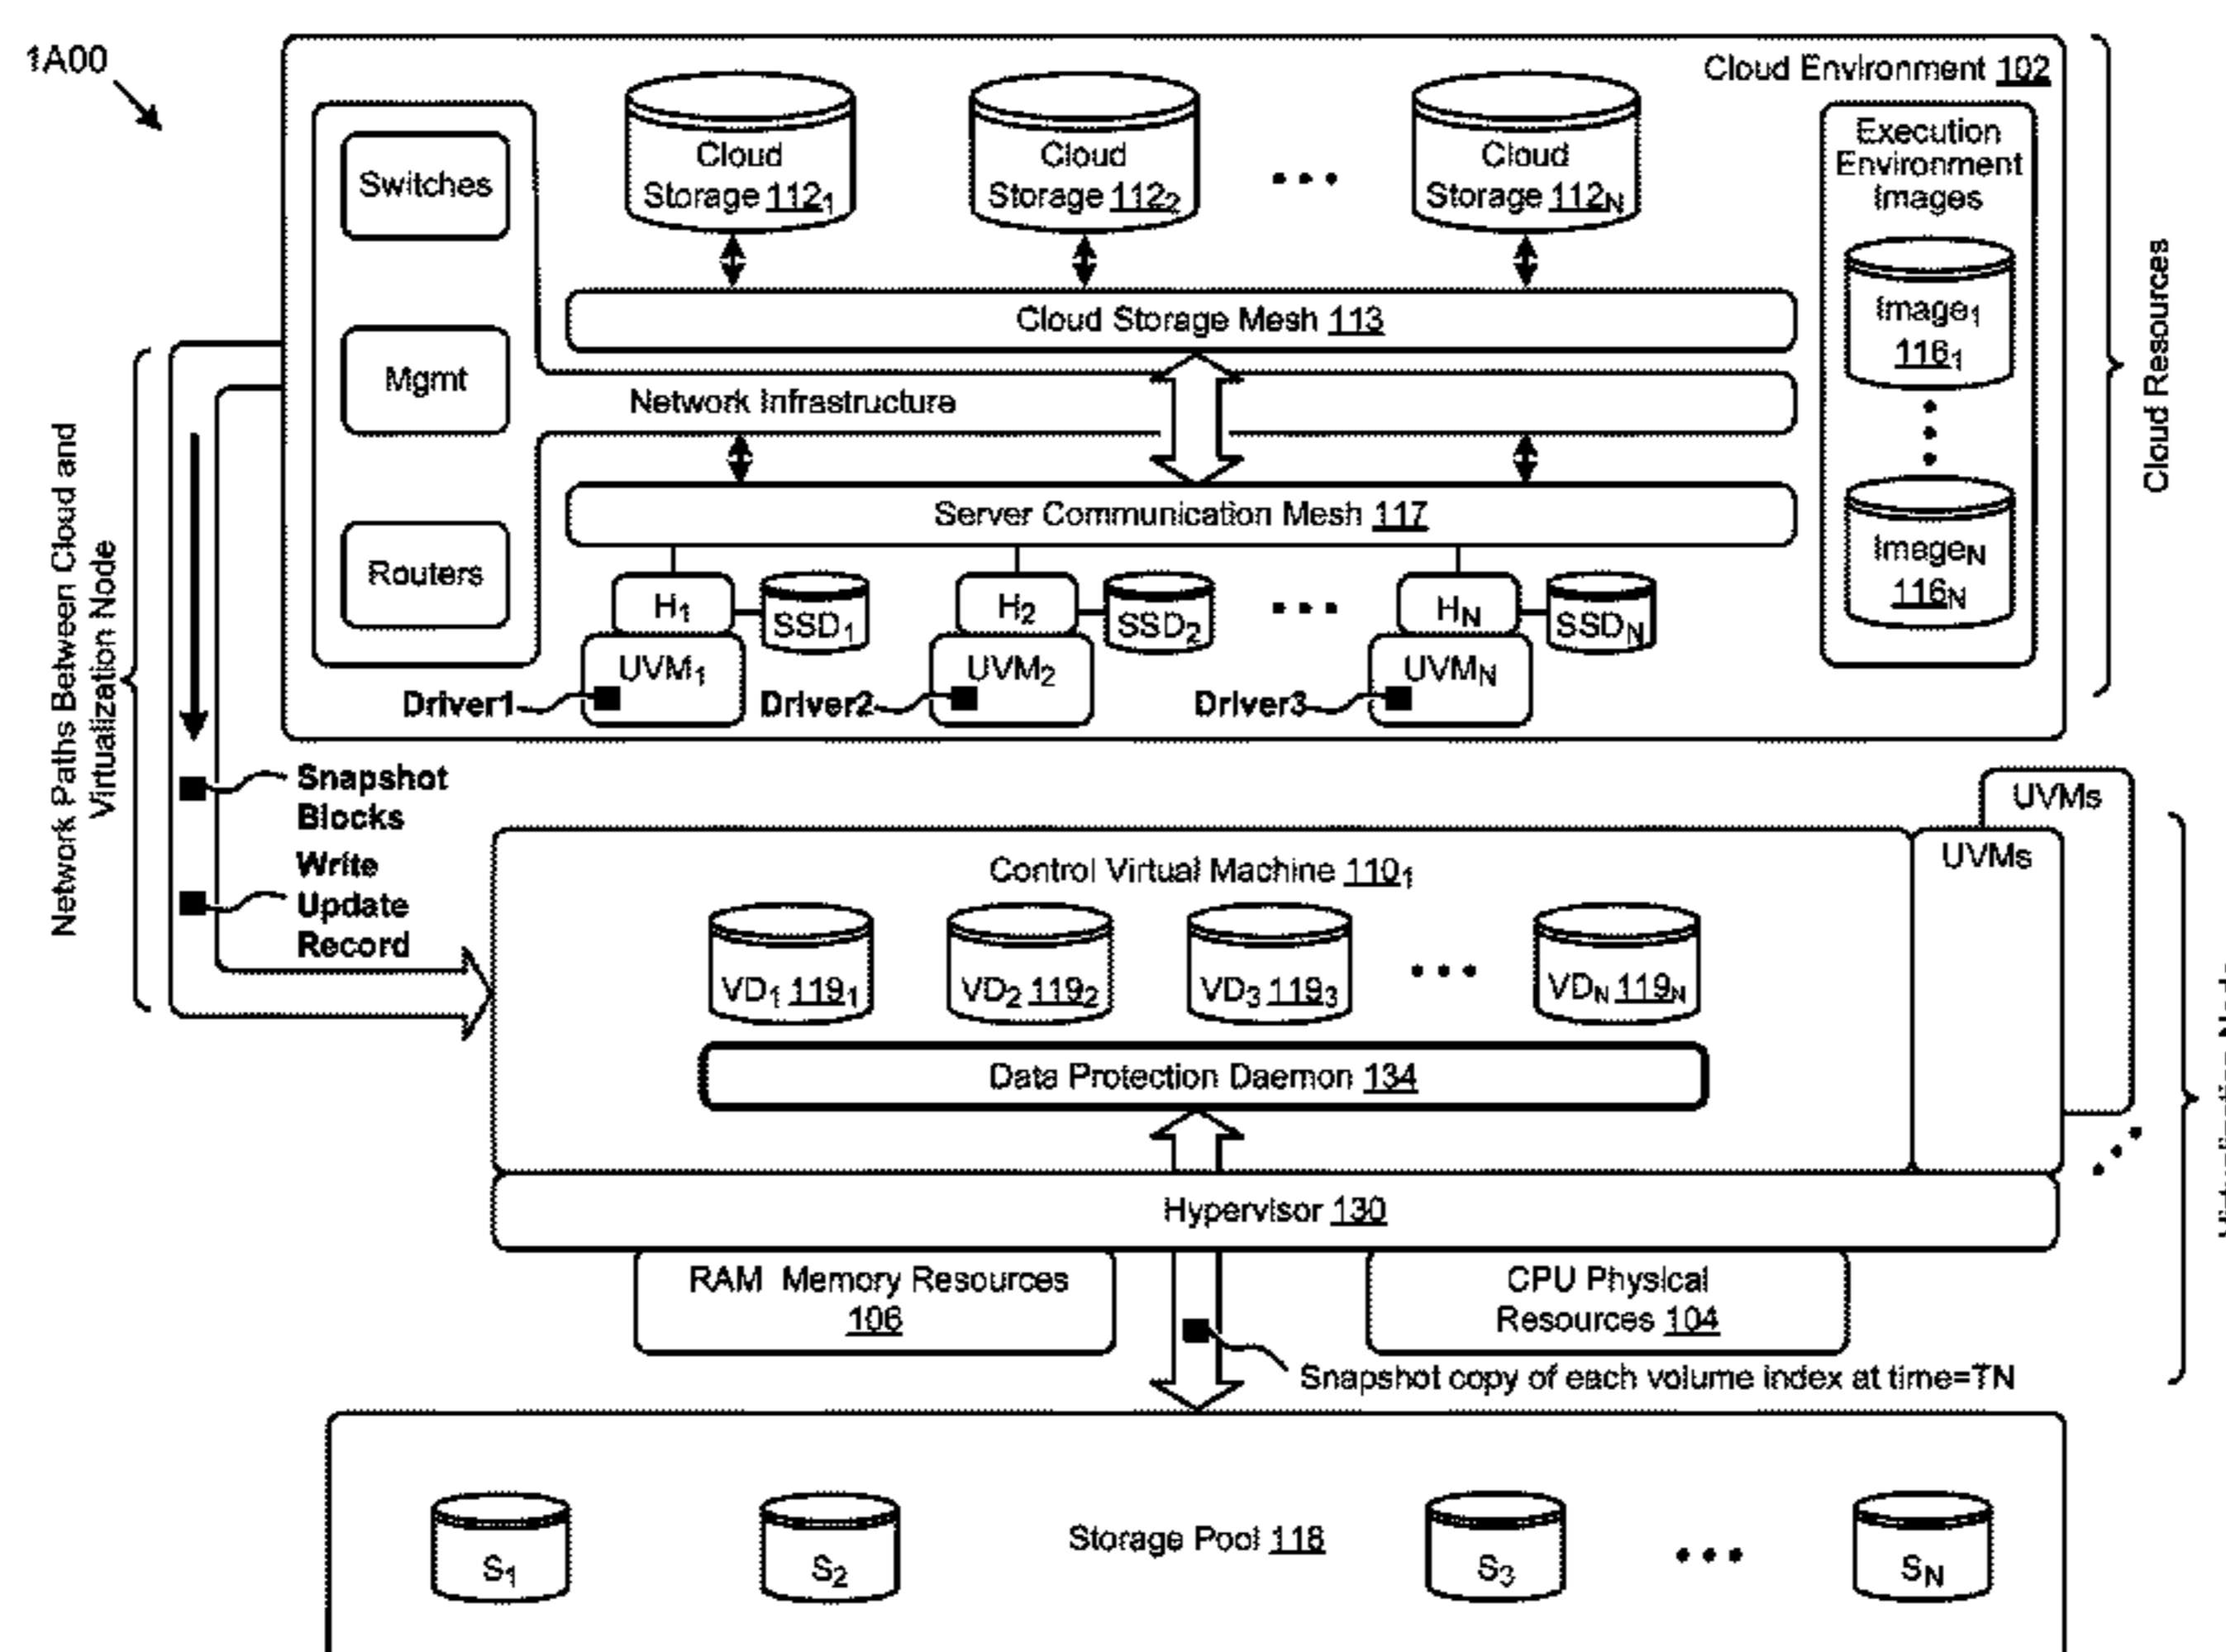 1A00
Cloud Environment 102
Switches
Mgmt
Routers
Cloud
Storage 112₁
Cloud
Storage 112₂
Cloud
Storage 112N
Execution
Environment
Images
Image₁
116₁
ImageN
116N
Cloud Storage Mesh 113
Network Infrastructure
Server Communication Mesh 117
H₁
SSD₁
H₂
SSD₂
HN
SSDN
UVM₁
UVM₂
UVMN
Driver1
Driver2
Driver3
Cloud Resources
Network Paths Between Cloud and
Virtualization Node
Snapshot
Blocks
Write
Update
Record
UVMs
UVMs
Control Virtual Machine 110₁
VD₁ 119₁
VD₂ 119₂
VD₃ 119₃
VDN 119N
Data Protection Daemon 134
Hypervisor 130
RAM Memory Resources
106
CPU Physical
Resources 104
Snapshot copy of each volume index at time=TN
Storage Pool 118
S₁
S₂
S₃
SN